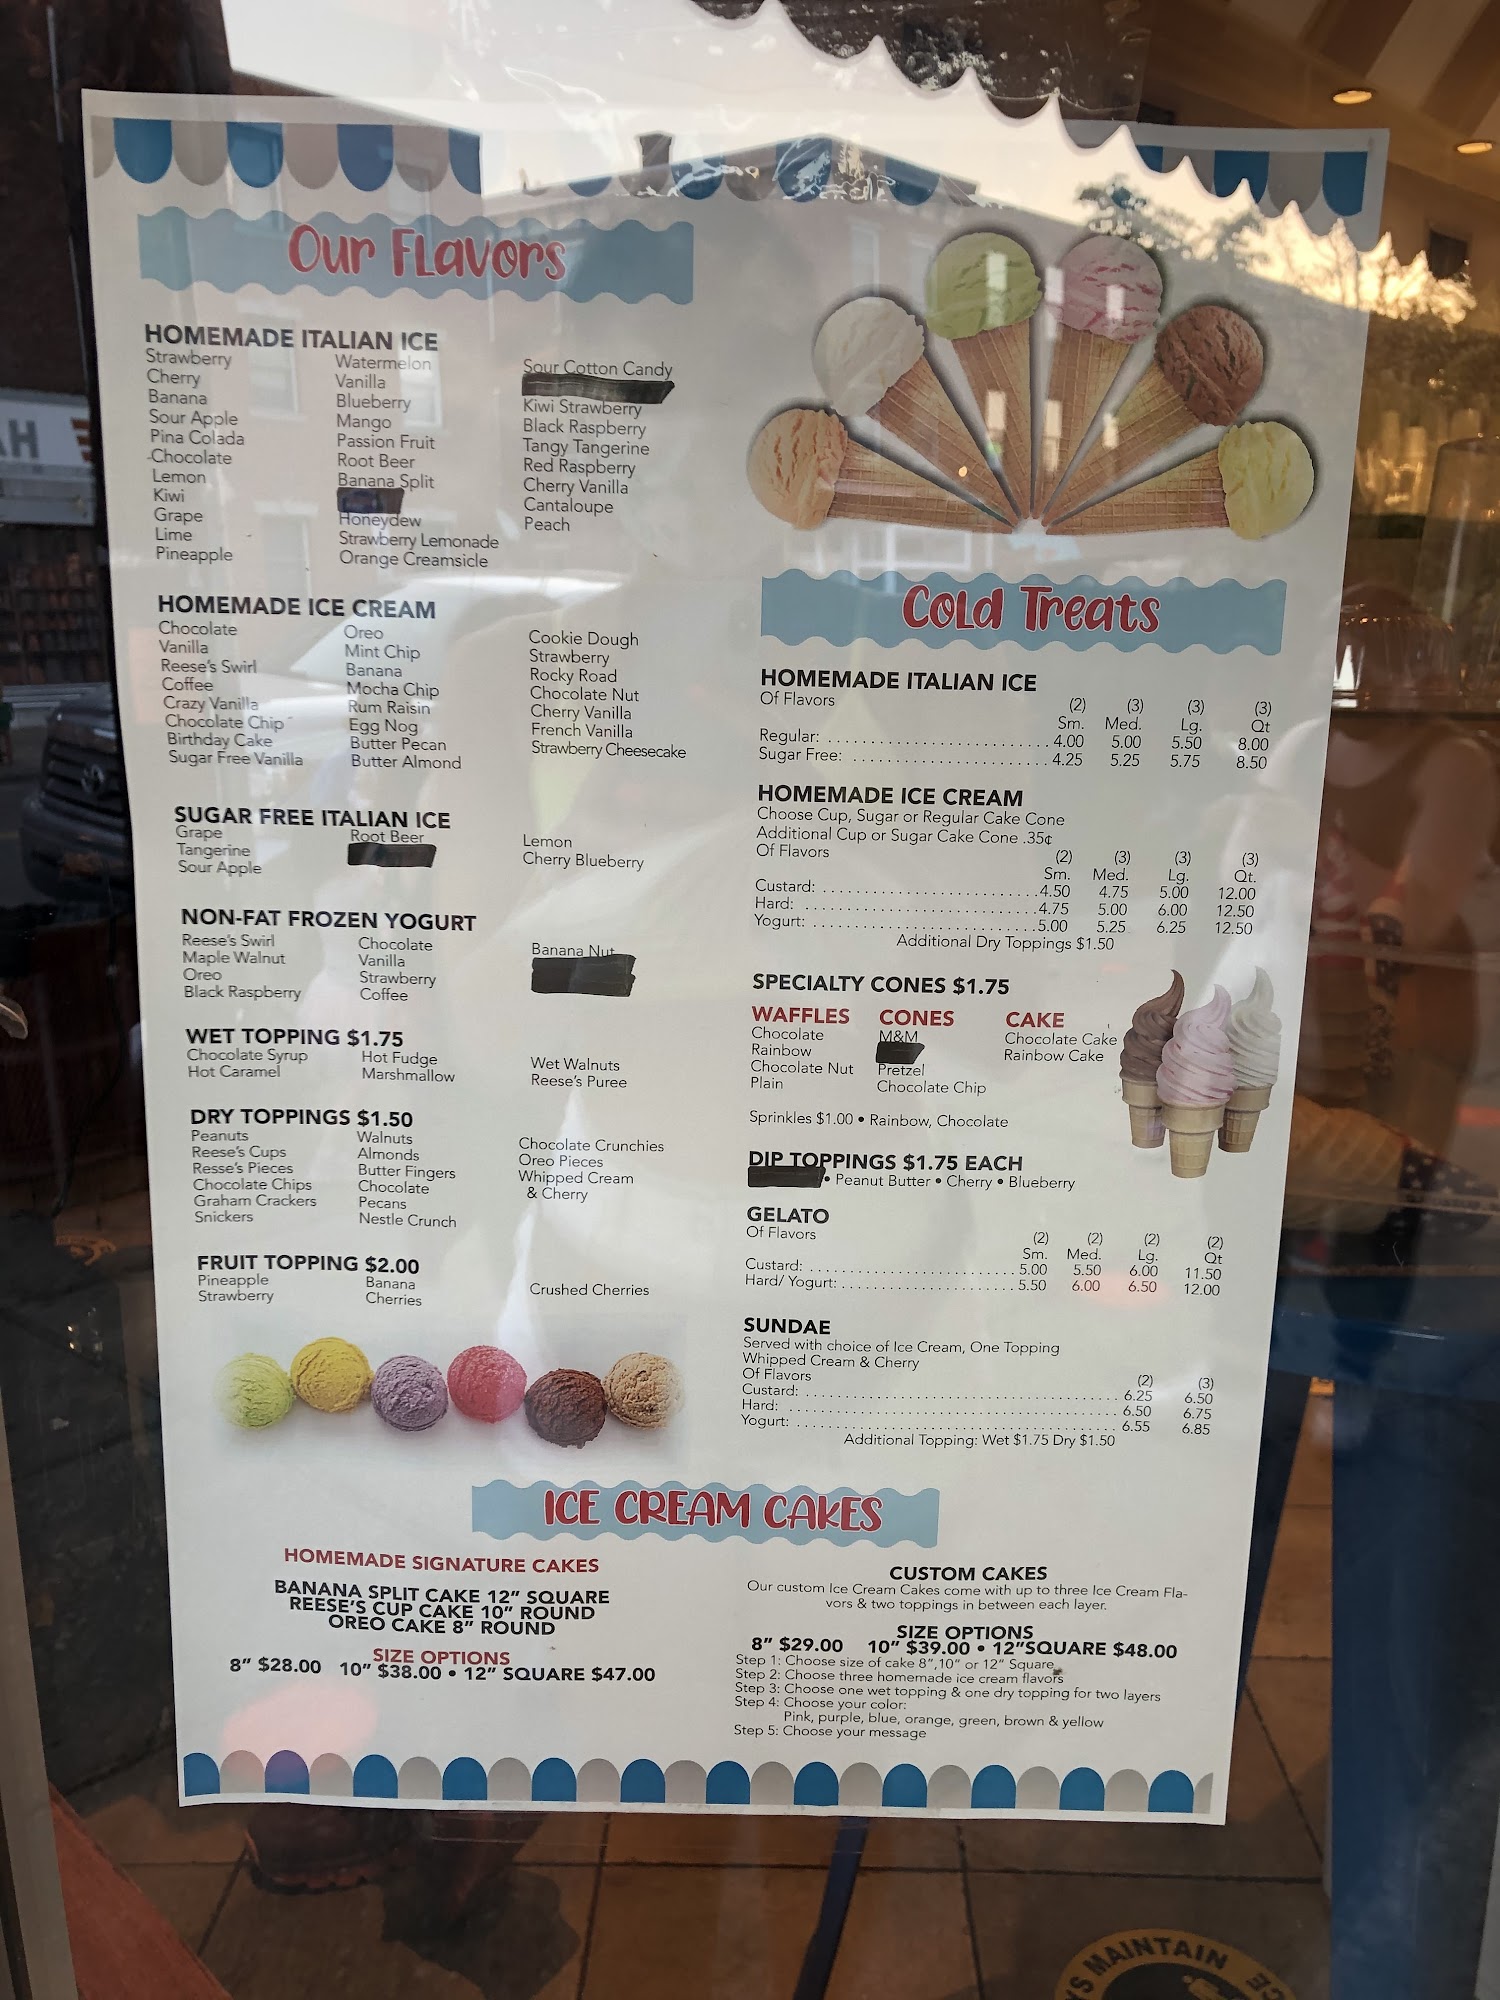 Our Flavors
HOMEMADE ITALIAN ICE
Strawberry
Cherry
Banana
Sour Apple
Pina Colada
Chocolate
Lemon
Kiwi
Grape
Lime
Pineapple
Watermelon
Vanilla
Blueberry
Mango
Passion Fruit
Root Beer
Banana Split
Honeydew
Strawberry Lemonade
Orange Creamsicle
Sour Cotton Candy
Kiwi Strawberry
Black Raspberry
Tangy Tangerine
Red Raspberry
Cherry Vanilla
Cantaloupe
Peach
HOMEMADE ICE CREAM
Chocolate
Vanilla
Reese's Swirl
Coffee
Crazy Vanilla
Chocolate Chip
Birthday Cake
Sugar Free Vanilla
Oreo
Mint Chip
Banana
Mocha Chip
Rum Raisin
Egg Nog
Butter Pecan
Butter Almond
Cookie Dough
Strawberry
Rocky Road
Chocolate Nut
Cherry Vanilla
French Vanilla
Strawberry Cheesecake
SUGAR FREE ITALIAN ICE
Grape
Tangerine
Sour Apple
Root Beer
Lemon
Cherry Blueberry
NON-FAT FROZEN YOGURT
Reese's Swirl
Maple Walnut
Oreo
Black Raspberry
Chocolate
Vanilla
Strawberry
Coffee
Banana Nut
WET TOPPING $1.75
Chocolate Syrup
Hot Caramel
Hot Fudge
Marshmallow
Wet Walnuts
Reese's Puree
DRY TOPPINGS $1.50
Peanuts
Reese's Cups
Resse's Pieces
Chocolate Chips
Graham Crackers
Snickers
Walnuts
Almonds
Butter Fingers
Chocolate
Pecans
Nestle Crunch
Chocolate Crunchies
Oreo Pieces
Whipped Cream
& Cherry
FRUIT TOPPING $2.00
Pineapple
Strawberry
Banana
Cherries
Crushed Cherries
Cold Treats
HOMEMADE ITALIAN ICE
Of Flavors (2) (3) (3) (3)
Sm. Med. Lg. Qt
Regular: 4.00 5.00 5.50 8.00
Sugar Free: 4.25 5.25 5.75 8.50
HOMEMADE ICE CREAM
Choose Cup, Sugar or Regular Cake Cone
Additional Cup or Sugar Cake Cone .35¢
Of Flavors (2) (3) (3) (3)
Sm. Med. Lg. Qt.
Custard: 4.50 4.75 5.00 12.00
Hard: 4.75 5.00 6.00 12.50
Yogurt: 5.00 5.25 6.25 12.50
Additional Dry Toppings $1.50
SPECIALTY CONES $1.75
WAFFLES
Chocolate
Rainbow
Chocolate Nut
Plain
CONES
M&M
Pretzel
Chocolate Chip
CAKE
Chocolate Cake
Rainbow Cake
Sprinkles $1.00 • Rainbow, Chocolate
DIP TOPPINGS $1.75 EACH
• Peanut Butter • Cherry • Blueberry
GELATO
Of Flavors (2) (2) (2) (2)
Sm. Med. Lg. Qt
Custard: 5.00 5.50 6.00 11.50
Hard/ Yogurt: 5.50 6.00 6.50 12.00
SUNDAE
Served with choice of Ice Cream, One Topping
Whipped Cream & Cherry
Of Flavors (2) (3)
Custard: 6.25 6.50
Hard: 6.50 6.75
Yogurt: 6.55 6.85
Additional Topping: Wet $1.75 Dry $1.50
ICE CREAM CAKES
HOMEMADE SIGNATURE CAKES
BANANA SPLIT CAKE 12" SQUARE
REESE'S CUP CAKE 10" ROUND
OREO CAKE 8" ROUND
SIZE OPTIONS
8" $28.00 10" $38.00 • 12" SQUARE $47.00
CUSTOM CAKES
Our custom Ice Cream Cakes come with up to three Ice Cream Fla-
vors & two toppings in between each layer.
SIZE OPTIONS
8" $29.00 10" $39.00 • 12"SQUARE $48.00
Step 1: Choose size of cake 8",10" or 12" Square
Step 2: Choose three homemade ice cream flavors
Step 3: Choose one wet topping & one dry topping for two layers
Step 4: Choose your color:
Pink, purple, blue, orange, green, brown & yellow
Step 5: Choose your message
MAINTAIN